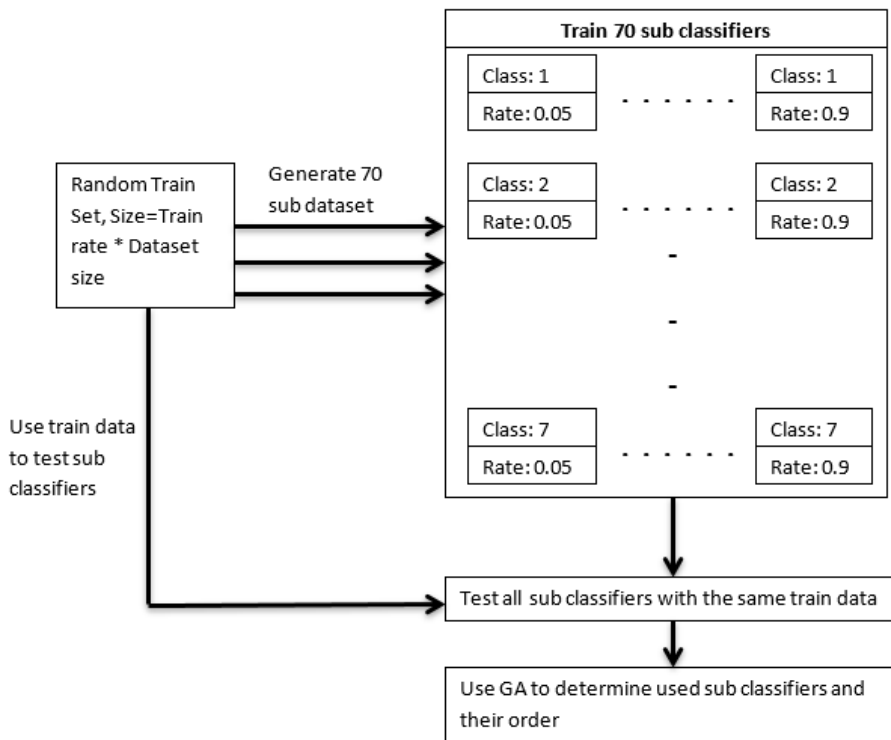 Train 70 sub classifiers
Class: 1
Rate: 0.05
. . . . . .
Class: 1
Rate: 0.9
Class: 2
Rate: 0.05
. . . . . .
Class: 2
Rate: 0.9
-
-
-
Class: 7
Rate: 0.05
. . . . . .
Class: 7
Rate: 0.9
Random Train
Set, Size=Train
rate * Dataset
size
Generate 70
sub dataset
Use train data
to test sub
classifiers
Test all sub classifiers with the same train data
Use GA to determine used sub classifiers and
their order